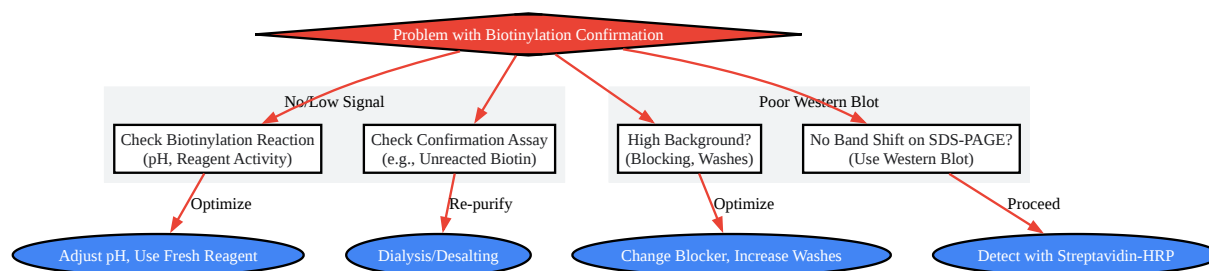 Problem with Biotinylation Confirmation
No/Low Signal
Poor Western Blot
Check Biotinylation Reaction
(pH, Reagent Activity)
Check Confirmation Assay
(e.g., Unreacted Biotin)
High Background?
(Blocking, Washes)
No Band Shift on SDS-PAGE?
(Use Western Blot)
Optimize
Re-purify
Optimize
Proceed
Adjust pH, Use Fresh Reagent
Dialysis/Desalting
Change Blocker, Increase Washes
Detect with Streptavidin-HRP